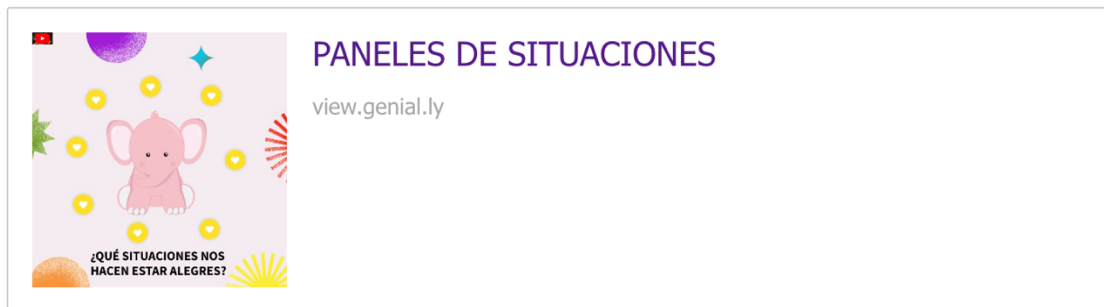 PANELES DE SITUACIONES
view.genial.ly
¿QUÉ SITUACIONES NOS
HACEN ESTAR ALEGRES?